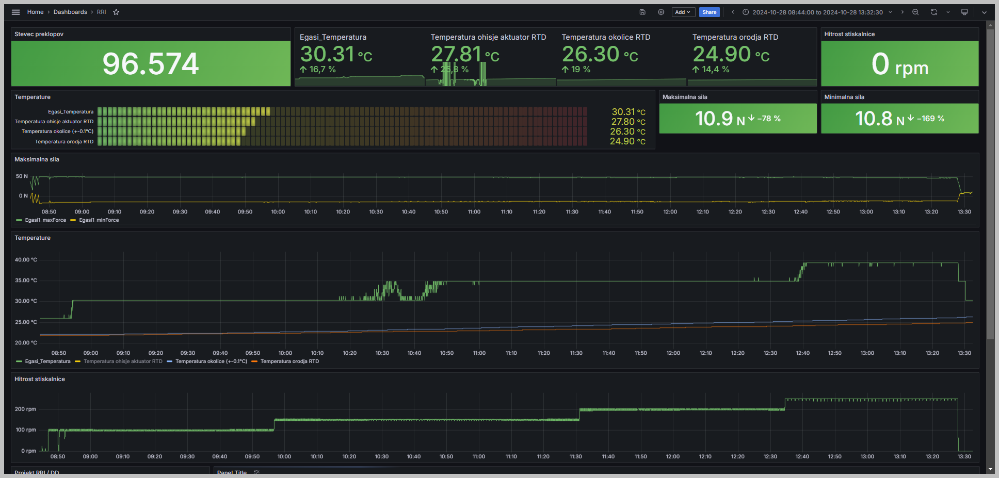 Home › Dashboards › RRI
Add
Share
2024-10-28 08:44:00 to 2024-10-28 13:32:30
Stevec preklopov
96.574
Egasi_Temperatura
30.31 °C
16,7 %
Temperatura ohisje aktuator RTD
27.81 °C
25,8 %
Temperatura okolice RTD
26.30 °C
19 %
Temperatura orodja RTD
24.90 °C
14,4 %
Hitrost stiskalnice
0 rpm
Temperature
Egasi_Temperatura 30.31 °C
Temperatura ohisje aktuator RTD 27.80 °C
Temperatura okolice (+-0.1°C) 26.30 °C
Temperatura orodja RTD 24.90 °C
Maksimalna sila
10.9 N -78 %
Minimalna sila
10.8 N -169 %
Maksimalna sila
50 N
0 N
08:50 09:00 09:10 09:20 09:30 09:40 09:50 10:00 10:10 10:20 10:30 10:40 10:50 11:00 11:10 11:20 11:30 11:40 11:50 12:00 12:10 12:20 12:30 12:40 12:50 13:00 13:10 13:20 13:30
Egasi1_maxForce Egasi1_minForce
Temperature
40.00 °C
35.00 °C
30.00 °C
25.00 °C
20.00 °C
08:50 09:00 09:10 09:20 09:30 09:40 09:50 10:00 10:10 10:20 10:30 10:40 10:50 11:00 11:10 11:20 11:30 11:40 11:50 12:00 12:10 12:20 12:30 12:40 12:50 13:00 13:10 13:20 13:30
Egasi_Temperatura Temperatura ohisje aktuator RTD Temperatura okolice (+-0.1°C) Temperatura orodja RTD
Hitrost stiskalnice
200 rpm
100 rpm
0 rpm
08:50 09:00 09:10 09:20 09:30 09:40 09:50 10:00 10:10 10:20 10:30 10:40 10:50 11:00 11:10 11:20 11:30 11:40 11:50 12:00 12:10 12:20 12:30 12:40 12:50 13:00 13:10 13:20 13:30
Projekt RRI / DD
Panel Title